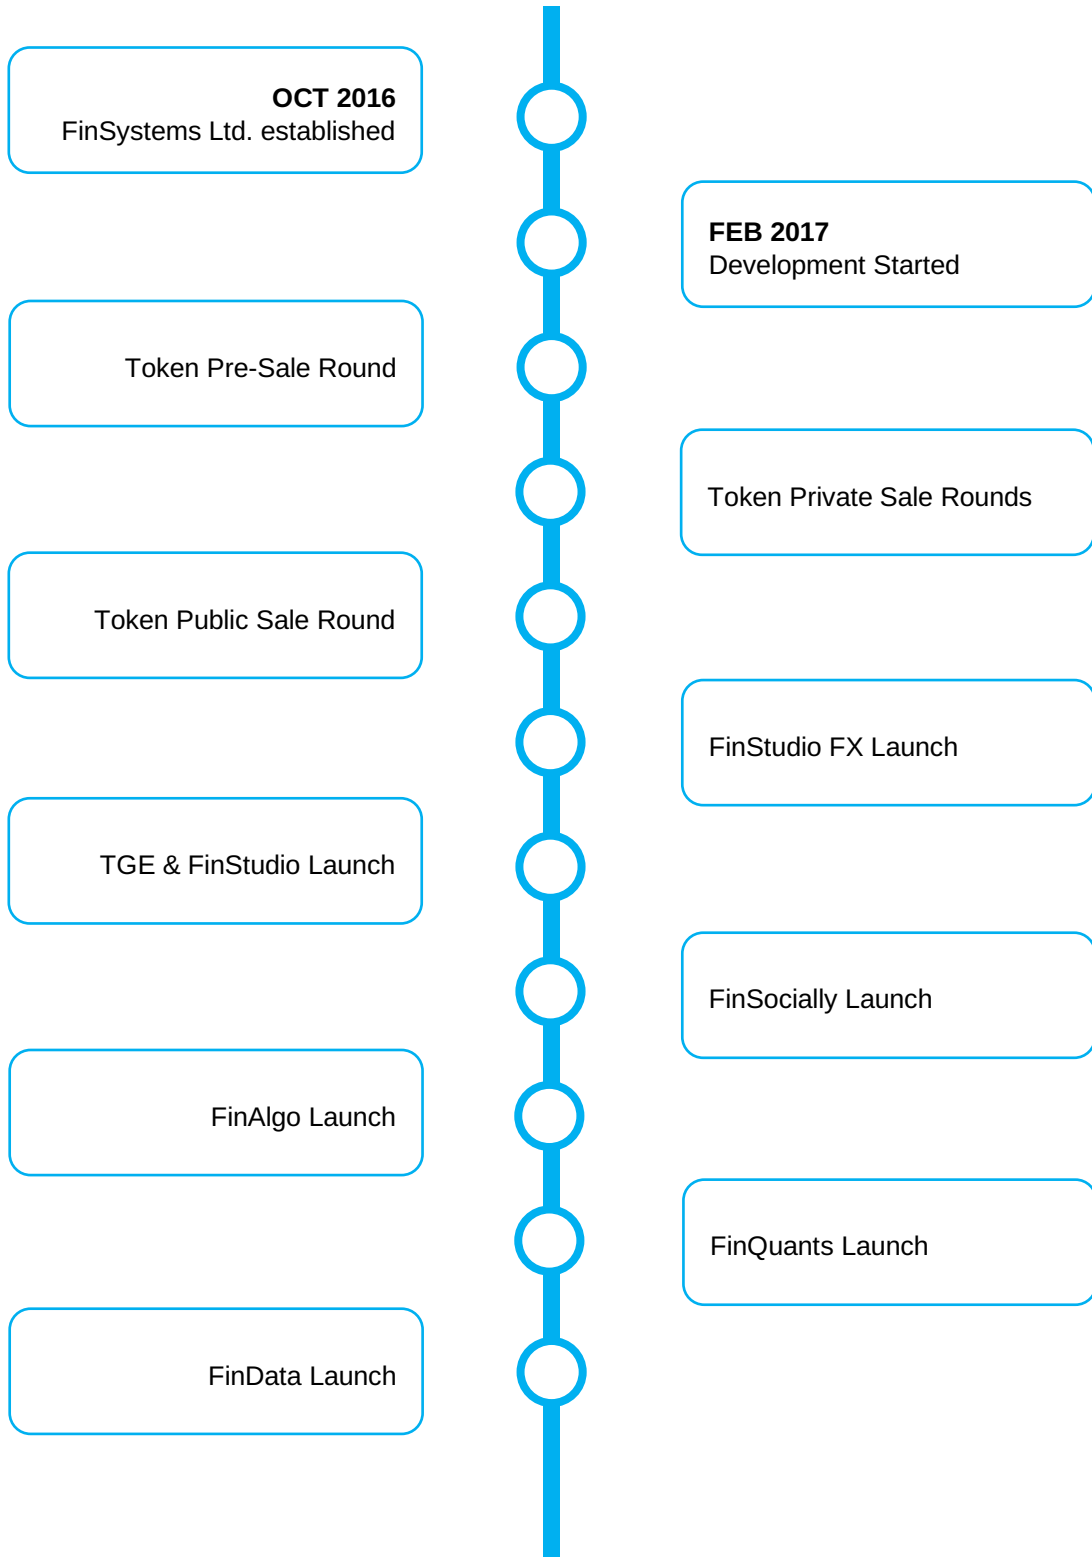 OCT 2016
FinSystems Ltd. established
FEB 2017
Development Started
Token Pre-Sale Round
Token Private Sale Rounds
Token Public Sale Round
FinStudio FX Launch
TGE & FinStudio Launch
FinSocially Launch
FinAlgo Launch
FinQuants Launch
FinData Launch